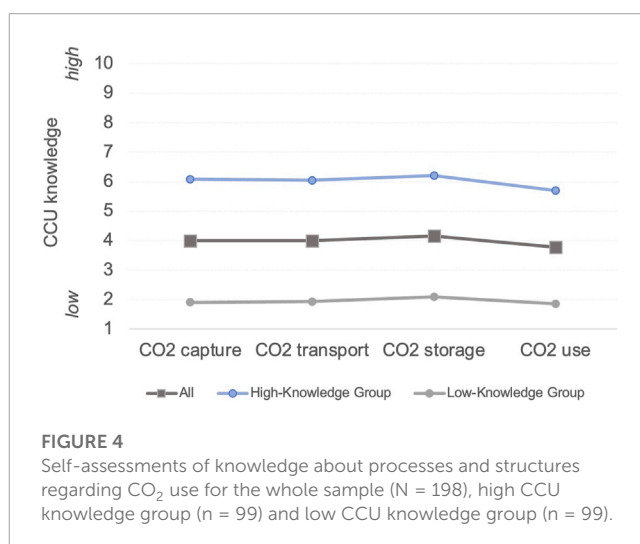 high
10
9
8
7
6
5
4
3
2
1
low
CCU knowledge
CO2 capture CO2 transport CO2 storage CO2 use
All High-Knowledge Group Low-Knowledge Group
FIGURE 4
Self-assessments of knowledge about processes and structures
regarding CO₂ use for the whole sample (N = 198), high CCU
knowledge group (n = 99) and low CCU knowledge group (n = 99).